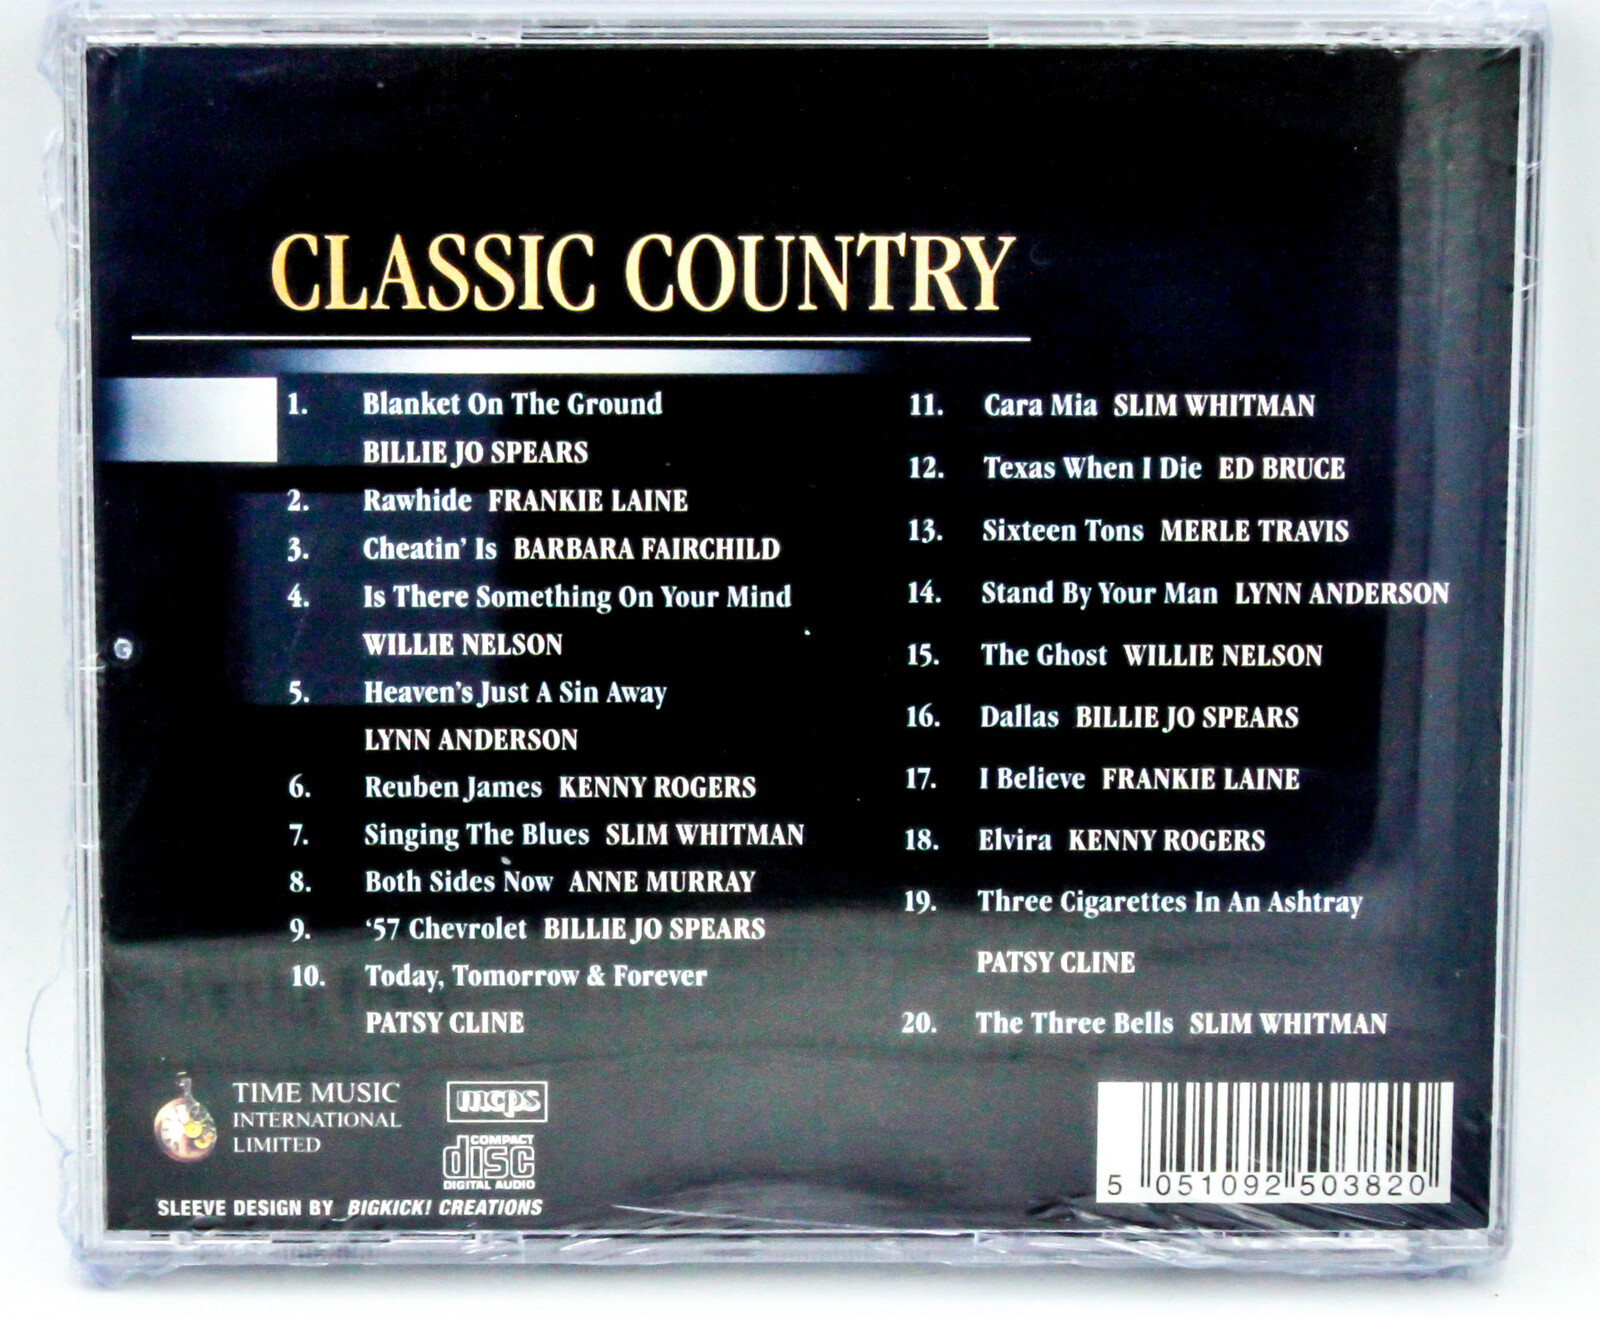 CLASSIC COUNTRY
1. Blanket On The Ground
BILLIE JO SPEARS
2. Rawhide FRANKIE LAINE
3. Cheatin' Is BARBARA FAIRCHILD
4. Is There Something On Your Mind
WILLIE NELSON
5. Heaven's Just A Sin Away
LYNN ANDERSON
6. Reuben James KENNY ROGERS
7. Singing The Blues SLIM WHITMAN
8. Both Sides Now ANNE MURRAY
9. '57 Chevrolet BILLIE JO SPEARS
10. Today, Tomorrow & Forever
PATSY CLINE
11. Cara Mia SLIM WHITMAN
12. Texas When I Die ED BRUCE
13. Sixteen Tons MERLE TRAVIS
14. Stand By Your Man LYNN ANDERSON
15. The Ghost WILLIE NELSON
16. Dallas BILLIE JO SPEARS
17. I Believe FRANKIE LAINE
18. Elvira KENNY ROGERS
19. Three Cigarettes In An Ashtray
PATSY CLINE
20. The Three Bells SLIM WHITMAN
TIME MUSIC
INTERNATIONAL
LIMITED
mcps
COMPACT
disc
DIGITAL AUDIO
SLEEVE DESIGN BY BIGKICK! CREATIONS
5 051092 503820